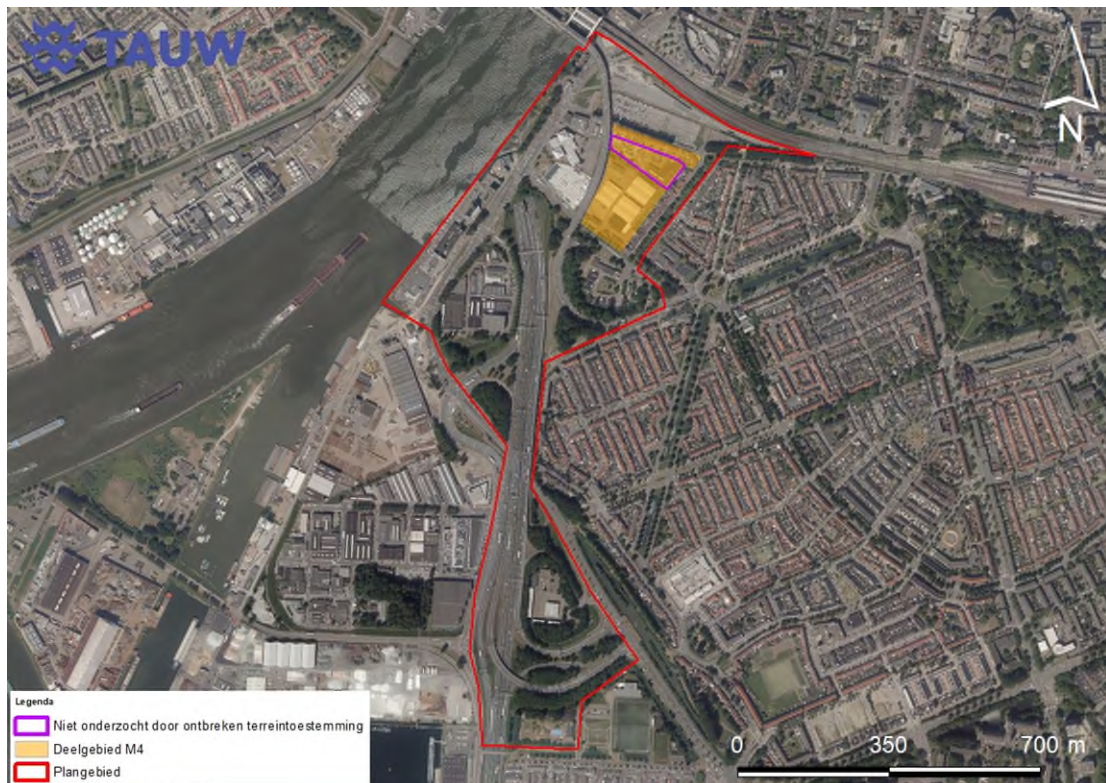 TAUW
N
Legenda
Niet onderzocht door ontbreken terreintoestemming
Deelgebied M4
Plangebied
0 350 700 m